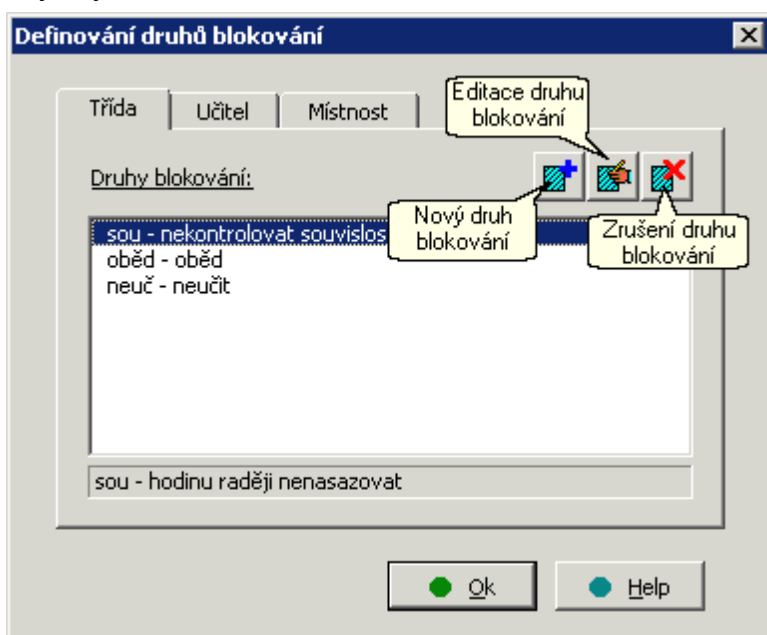 Definování druhů blokování
Třída
Učitel
Místnost
Editace druhu
blokování
Druhy blokování:
Nový druh
blokování
Zrušení druhu
blokování
sou - nekontrolovat souvislos
oběd - oběd
neuč - neučit
sou - hodinu raději nenasazovat
Ok
Help